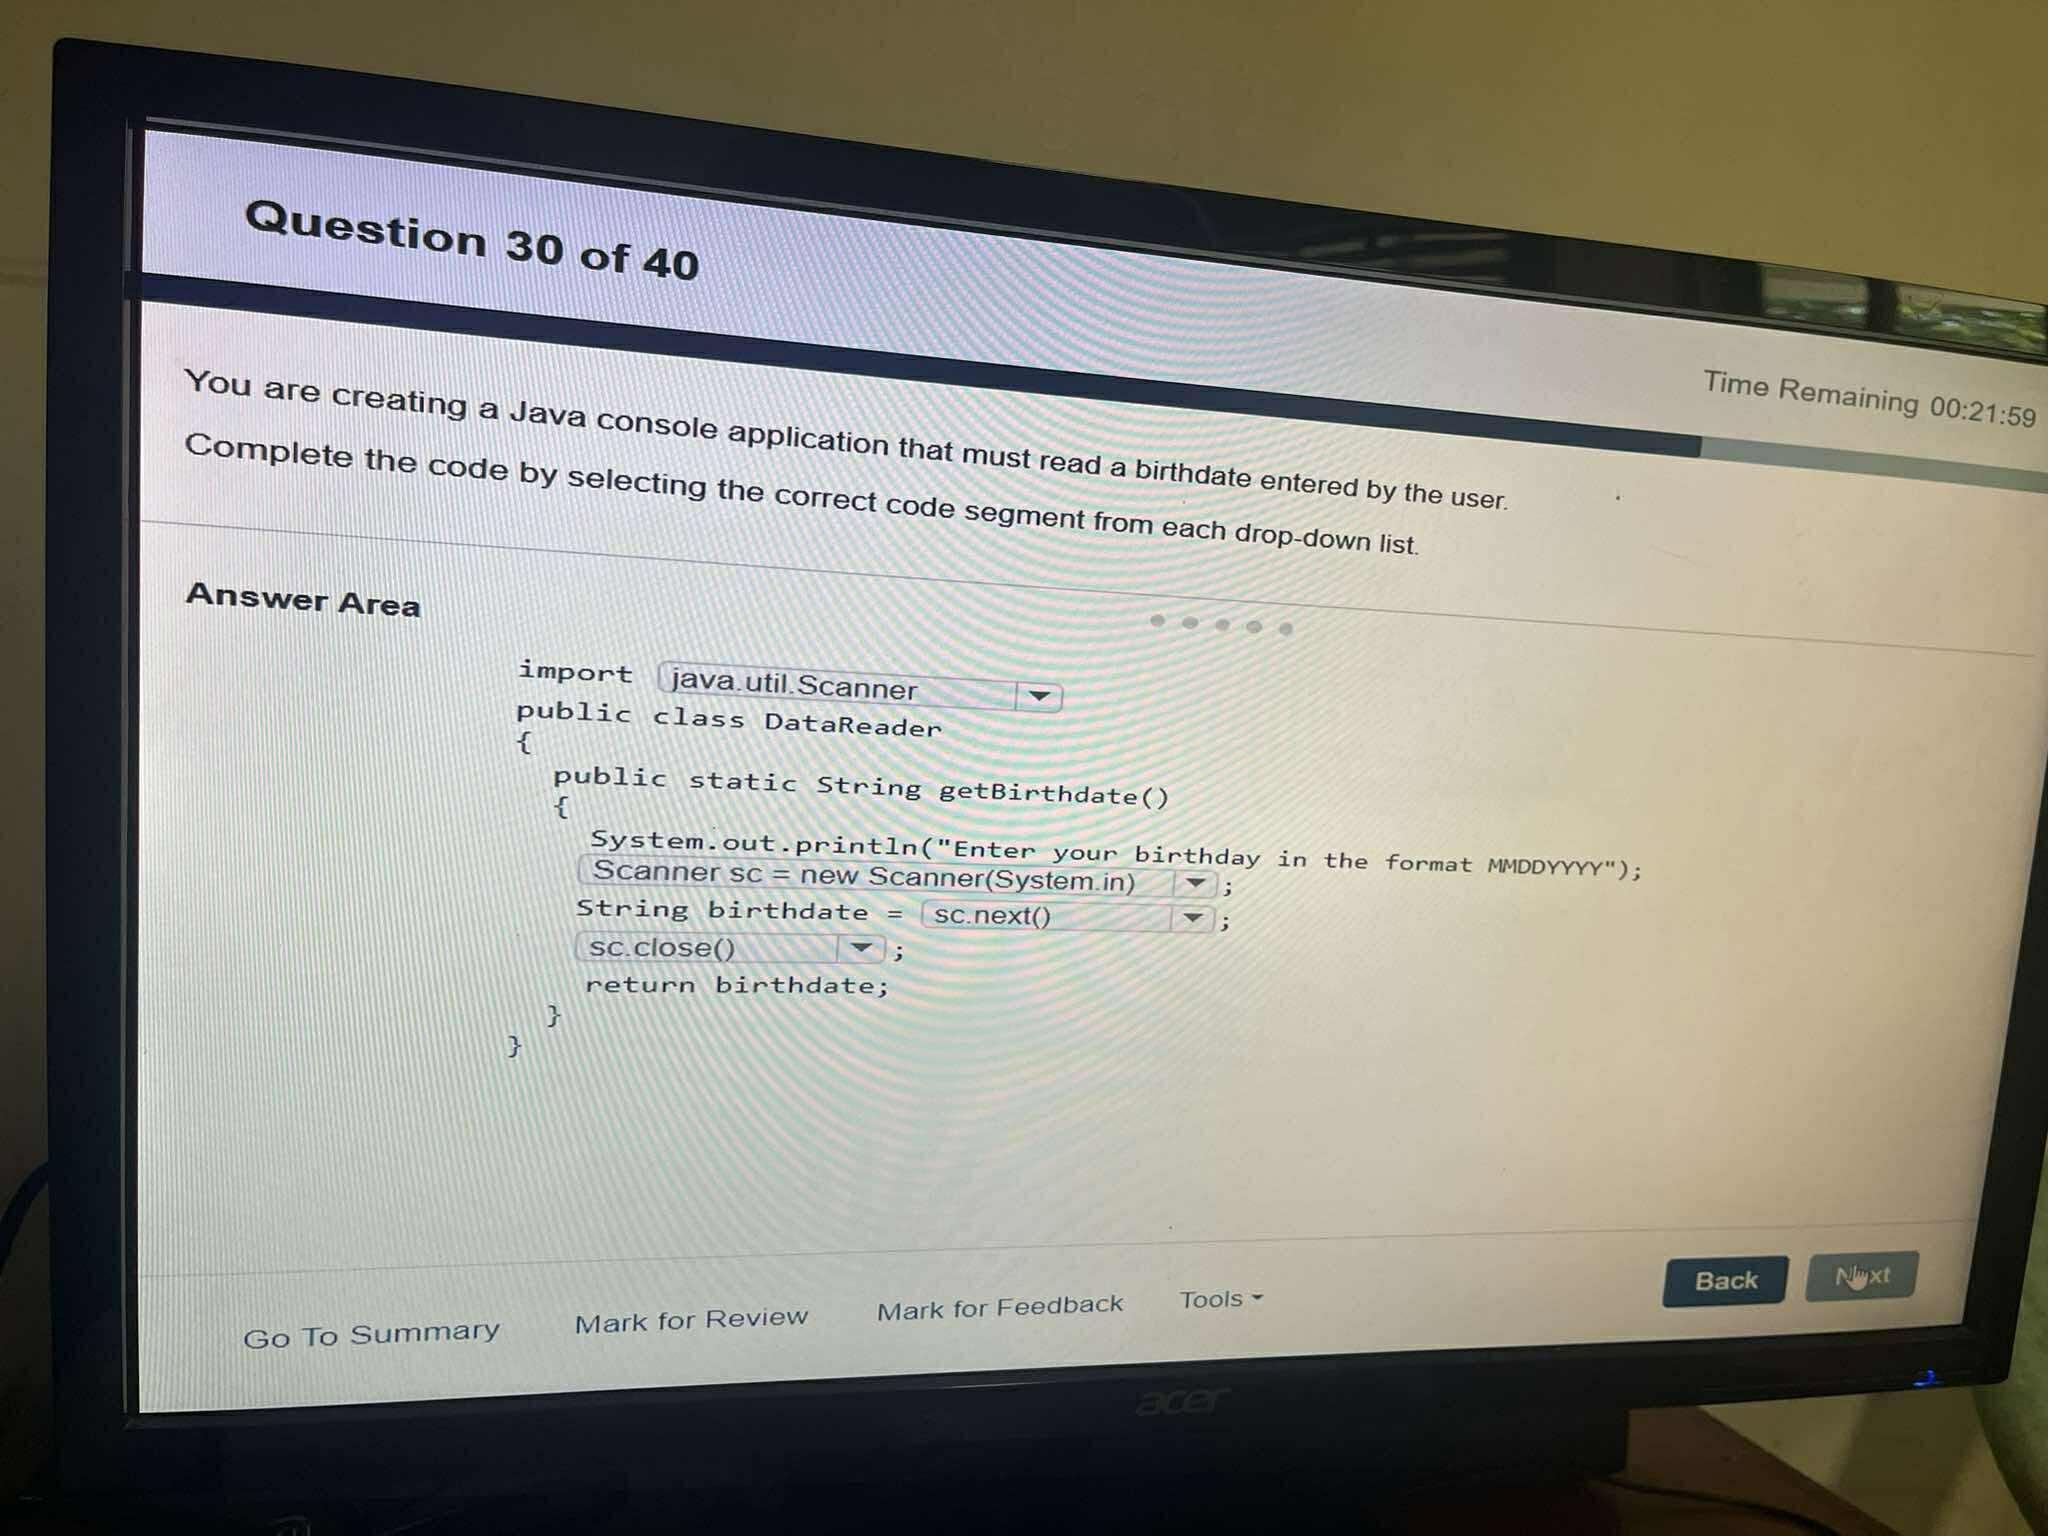 Question 30 of 40
Time Remaining 00:21:59
You are creating a Java console application that must read a birthdate entered by the user.
Complete the code by selecting the correct code segment from each drop-down list.
Answer Area
import java.util.Scanner
public class DataReader
{
public static String getBirthdate()
{
System.out.println("Enter your birthday in the format MMDDYYYY");
Scanner sc = new Scanner(System.in) ;
String birthdate = sc.next() ;
sc.close() ;
return birthdate;
}
}
Go To Summary
Mark for Review
Mark for Feedback
Tools
Back
Next
acer